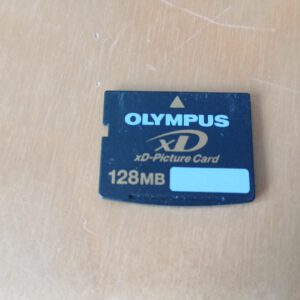 OLYMPUS
xD
xD-Picture Card
128MB